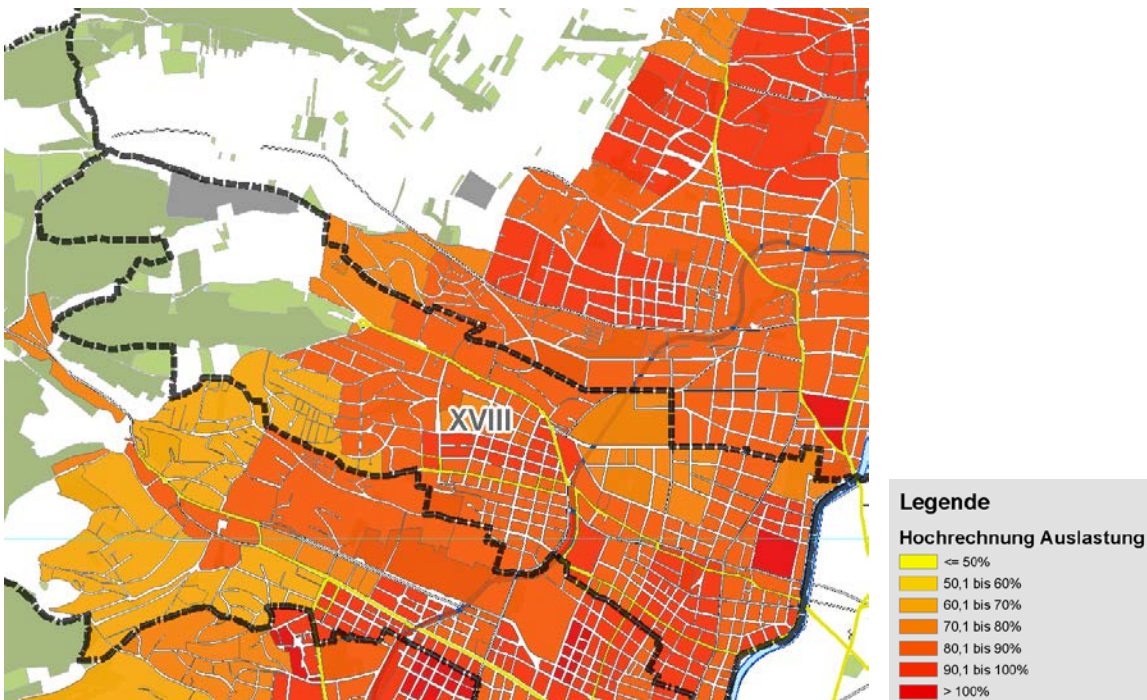 XVIII
Legende
Hochrechnung Auslastung
<= 50%
50,1 bis 60%
60,1 bis 70%
70,1 bis 80%
80,1 bis 90%
90,1 bis 100%
> 100%